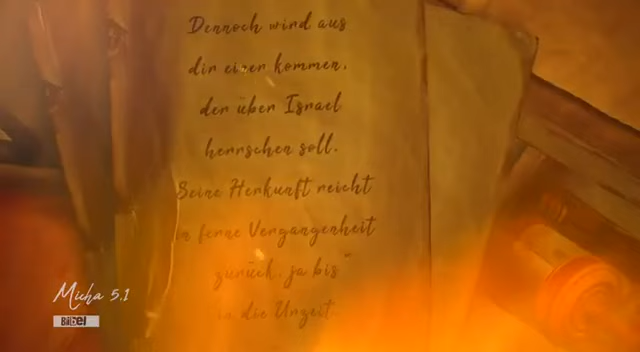 Dennoch wird aus
dir einer kommen,
der über Israel
herrschen soll.
Seine Herkunft reicht
in ferne Vergangenheit
zurück, ja bis
in die Urzeit.
Micha 5,1
BIBEL